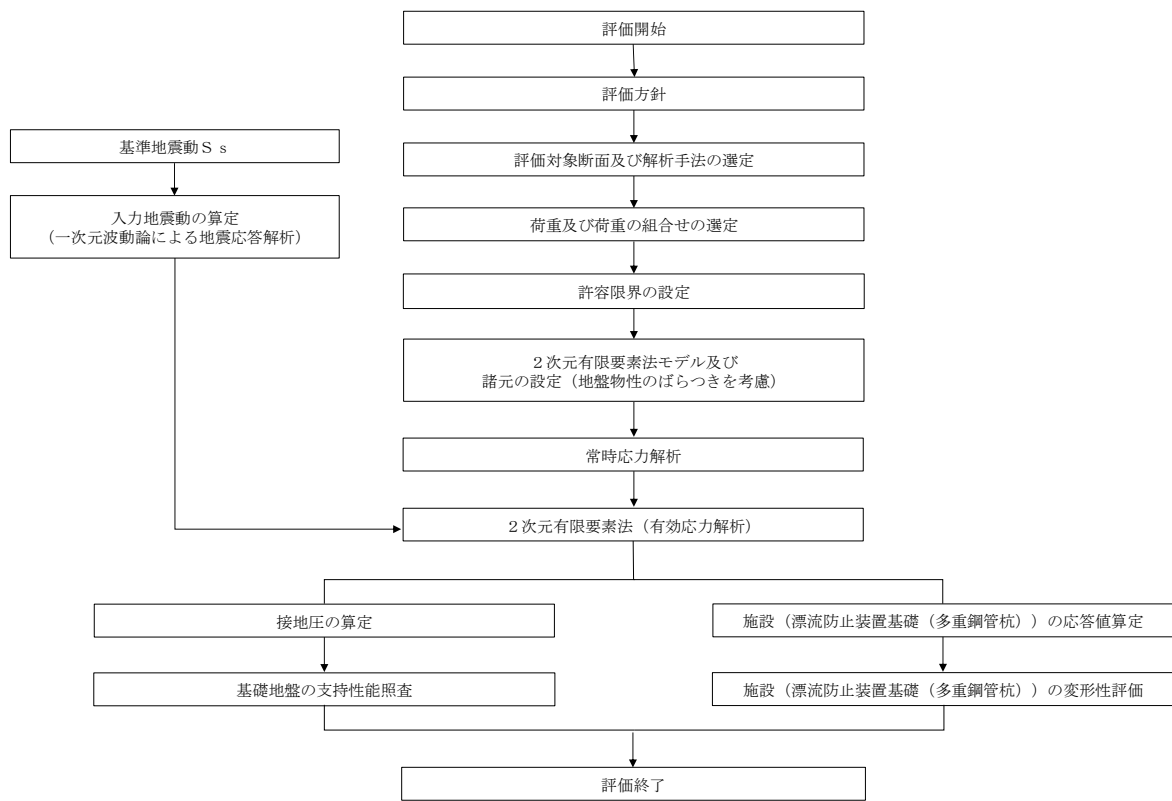 評価開始
評価方針
基準地震動Ｓｓ
評価対象断面及び解析手法の選定
入力地震動の算定
（一次元波動論による地震応答解析）
荷重及び荷重の組合せの選定
許容限界の設定
２次元有限要素法モデル及び
諸元の設定（地盤物性のばらつきを考慮）
常時応力解析
２次元有限要素法（有効応力解析）
接地圧の算定
施設（漂流防止装置基礎（多重鋼管杭））の応答値算定
基礎地盤の支持性能照査
施設（漂流防止装置基礎（多重鋼管杭））の変形性評価
評価終了